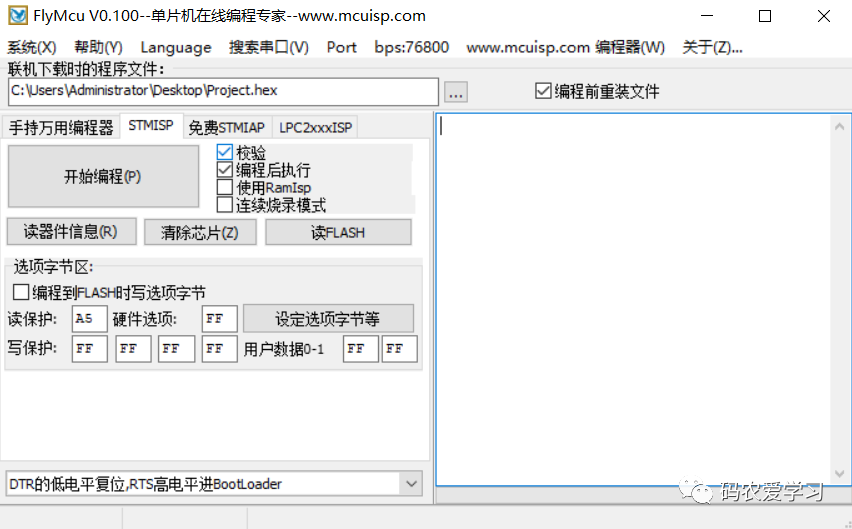 FlyMcu V0.100--单片机在线编程专家--www.mcuisp.com
系统(X) 帮助(Y) Language 搜索串口(V) Port bps:76800 www.mcuisp.com 编程器(W) 关于(Z)...
联机下载时的程序文件:
C:\Users\Administrator\Desktop\Project.hex ... 编程前重装文件
手持万用编程器 STMISP 免费STMIAP LPC2xxxISP
开始编程(P)
校验
编程后执行
使用RamIsp
连续烧录模式
读器件信息(R) 清除芯片(Z) 读FLASH
选项字节区:
编程到FLASH时写选项字节
读保护: A5 硬件选项: FF 设定选项字节等
写保护: FF FF FF FF 用户数据0-1 FF FF
DTR的低电平复位,RTS高电平进BootLoader
码农爱学习